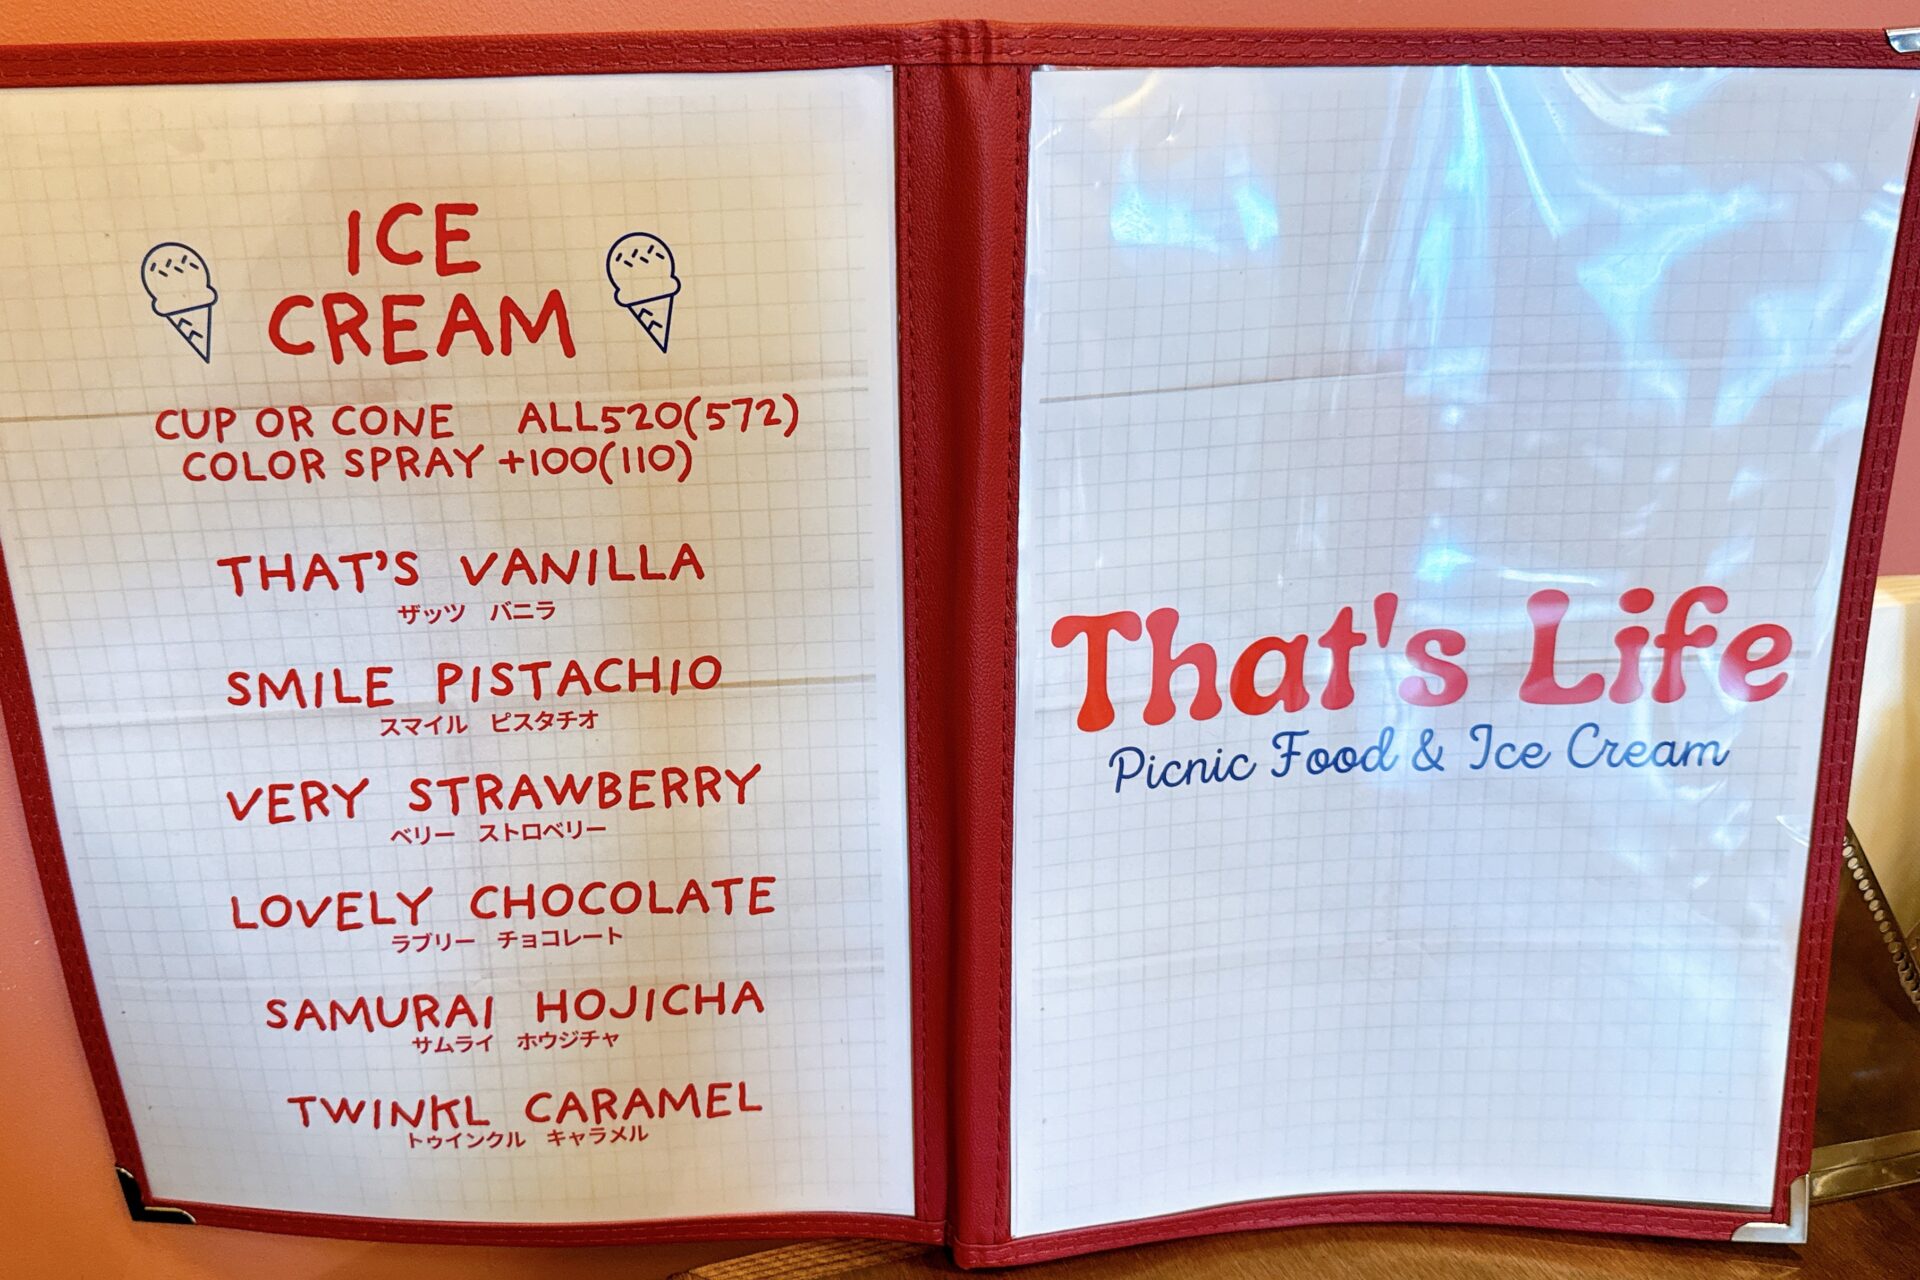 ICE
CREAM
CUP OR CONE ALL520(572)
COLOR SPRAY +100(110)
THAT'S VANILLA
ザッツ バニラ
SMILE PISTACHIO
スマイル ピスタチオ
VERY STRAWBERRY
ベリー ストロベリー
LOVELY CHOCOLATE
ラブリー チョコレート
SAMURAI HOJICHA
サムライ ホウジチャ
TWINKL CARAMEL
トゥインクル キャラメル
That's Life
Picnic Food & Ice Cream